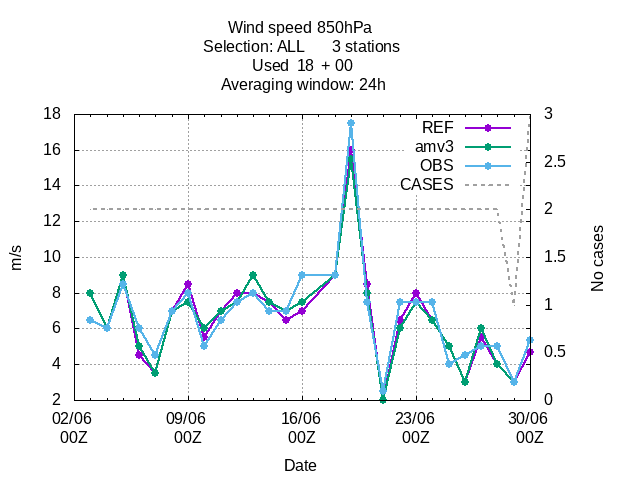 Wind speed 850hPa
Selection: ALL 3 stations
Used 18 + 00
Averaging window: 24h
18 3
16 2.5
14 2
12 1.5
10 1
8 0.5
6 0
4
2
REF
amv3
OBS
CASES
m/s
No cases
02/06 09/06 16/06 23/06 30/06
00Z 00Z 00Z 00Z 00Z
Date